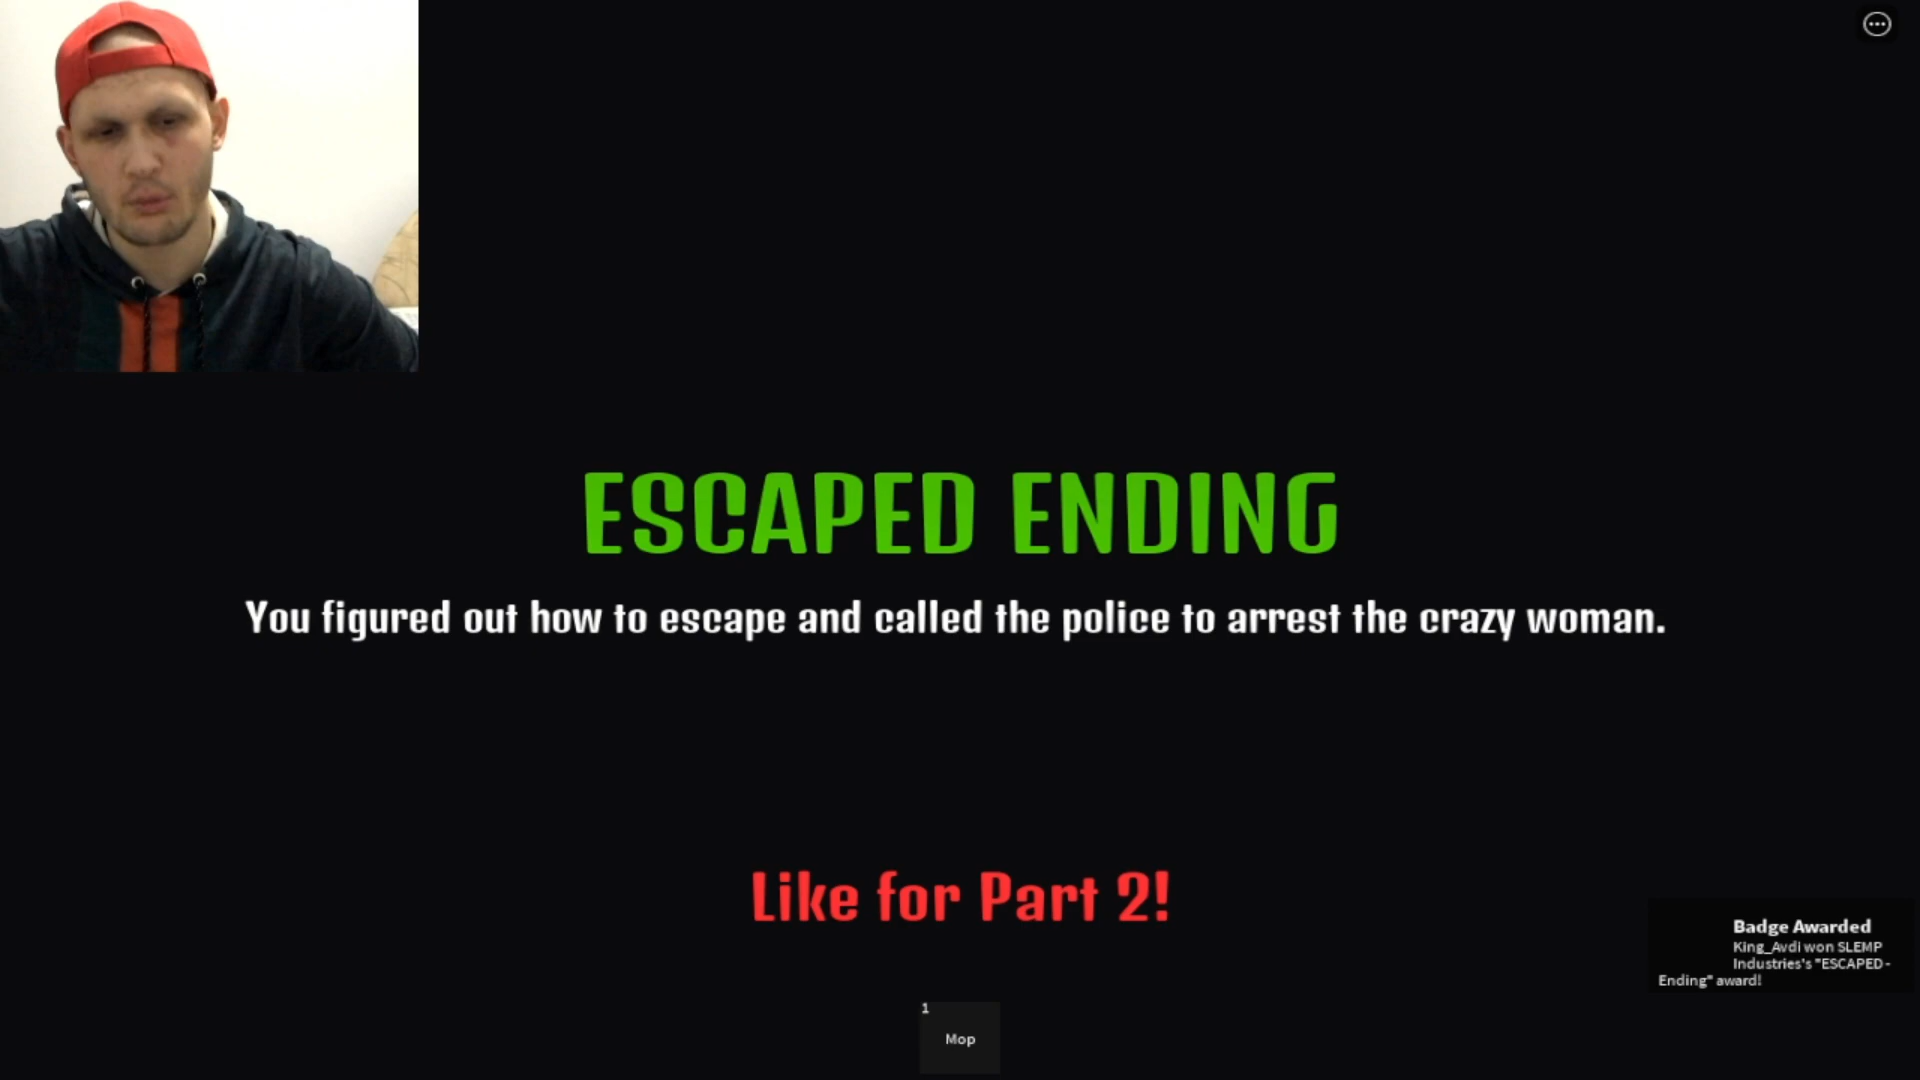 ESCAPED ENDING
You figured out how to escape and called the police to arrest the crazy woman.
Like for Part 2!
Badge Awarded
King_Avdi won SLEMP
Industries's "ESCAPED-
Ending" award!
1
Mop